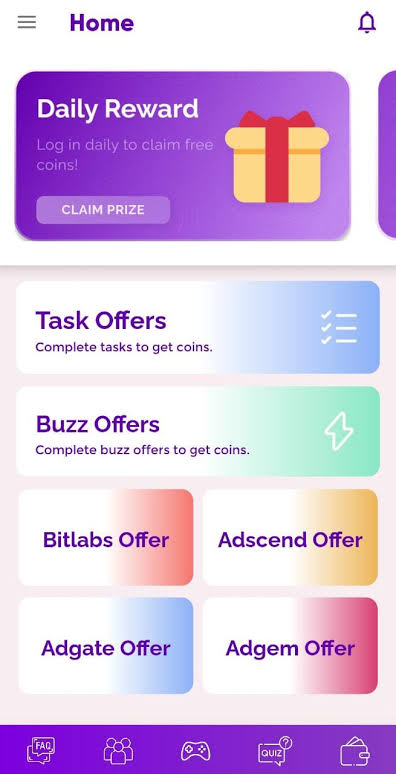 Home
Daily Reward
Log in daily to claim free
coins!
CLAIM PRIZE
Task Offers
Complete tasks to get coins.
Buzz Offers
Complete buzz offers to get coins.
Bitlabs Offer
Adscend Offer
Adgate Offer
Adgem Offer
FAQ
QUIZ
?